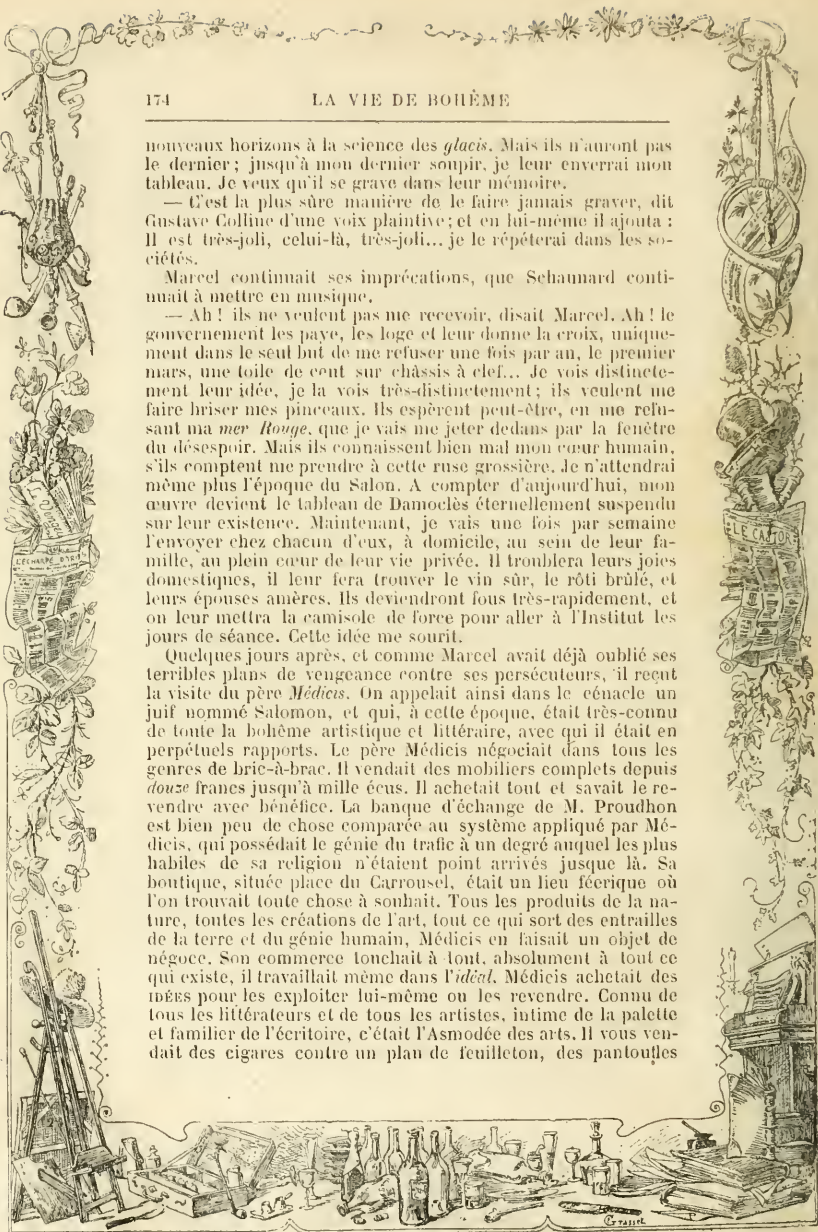 174
LA VIE DE BOHÈME
nouveaux horizons à la science des glacis. Mais ils n'auront pas
le dernier; jusqu'à mon dernier soupir, je leur enverrai mon
tableau. Je veux qu'il se grave dans leur mémoire.
— C'est la plus sûre manière de le faire jamais graver, dit
Gustave Colline d'une voix plaintive; et en lui-même il ajouta :
Il est très-joli, celui-là, très-joli... je le répéterai dans les so-
ciétés.
Marcel continuait ses imprécations, que Schaunard conti-
nuait à mettre en musique.
— Ah ! ils ne veulent pas me recevoir, disait Marcel. Ah ! le
gouvernement les paye, les loge et leur donne la croix, unique-
ment dans le seul but de me refuser une fois par an, le premier
mars, une toile de cent sur châssis à clef... Je vois distincte-
ment leur idée, je la vois très-distinctement; ils veulent me
faire briser mes pinceaux. Ils espèrent peut-être, en me refu-
sant ma mer Rouge, que je vais me jeter dedans par la fenêtre
du désespoir. Mais ils connaissent bien mal mon cœur humain,
s'ils comptent me prendre à cette ruse grossière. Je n'attendrai
même plus l'époque du Salon. A compter d'aujourd'hui, mon
œuvre devient le tableau de Damoclès éternellement suspendu
sur leur existence. Maintenant, je vais une fois par semaine
l'envoyer chez chacun d'eux, à domicile, au sein de leur fa-
mille, au plein cœur de leur vie privée. Il troublera leurs joies
domestiques, il leur fera trouver le vin sûr, le rôti brûlé, et
leurs épouses amères. Ils deviendront fous très-rapidement, et
on leur mettra la camisole de force pour aller à l'Institut les
jours de séance. Cette idée me sourit.
Quelques jours après, et comme Marcel avait déjà oublié ses
terribles plans de vengeance contre ses persécuteurs, il reçut
la visite du père Médicis. On appelait ainsi dans le cénacle un
juif nommé Salomon, et qui, à cette époque, était très-connu
de toute la bohème artistique et littéraire, avec qui il était en
perpétuels rapports. Le père Médicis négociait dans tous les
genres de bric-à-brac. Il vendait des mobiliers complets depuis
douze francs jusqu'à mille écus. Il achetait tout et savait le re-
vendre avec bénéfice. La banque d'échange de M. Proudhon
est bien peu de chose comparée au système appliqué par Mé-
dicis, qui possédait le génie du trafic à un degré auquel les plus
habiles de sa religion n'étaient point arrivés jusque là. Sa
boutique, située place du Carrousel, était un lieu féerique où
l'on trouvait toute chose à souhait. Tous les produits de la na-
ture, toutes les créations de l'art, tout ce qui sort des entrailles
de la terre et du génie humain, Médicis en faisait un objet de
négoce. Son commerce touchait à tout, absolument à tout ce
qui existe, il travaillait même dans l'idéal. Médicis achetait des
IDÉES pour les exploiter lui-même ou les revendre. Connu de
tous les littérateurs et de tous les artistes, intime de la palette
et familier de l'écritoire, c'était l'Asmodée des arts. Il vous ven-
dait des cigares contre un plan de feuilleton, des pantoufles
L'ECHARPE D'IRIS
LE CASTOR
Grasset